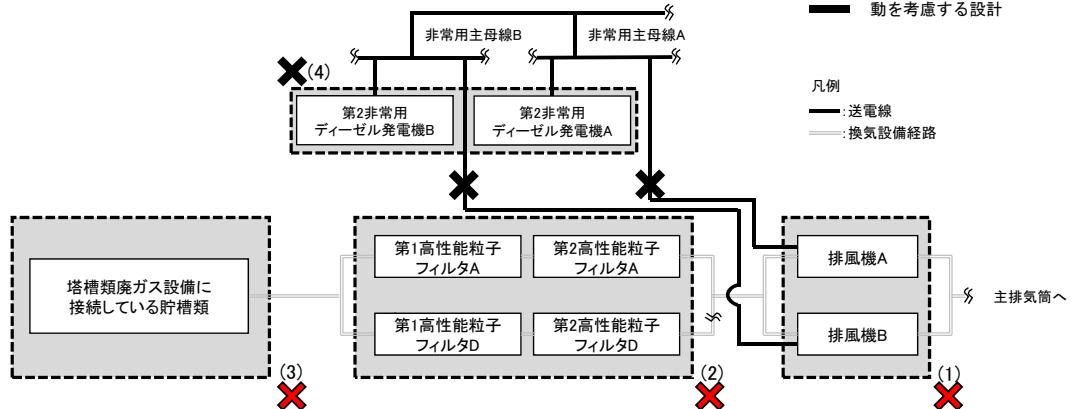 動を考慮する設計
非常用主母線B
非常用主母線A
(4)
第2非常用
ディーゼル発電機B
第2非常用
ディーゼル発電機A
凡例
:送電線
:換気設備経路
塔槽類廃ガス設備に
接続している貯槽類
第1高性能粒子
フィルタA
第2高性能粒子
フィルタA
第1高性能粒子
フィルタD
第2高性能粒子
フィルタD
排風機A
排風機B
主排気筒へ
(3)
(2)
(1)